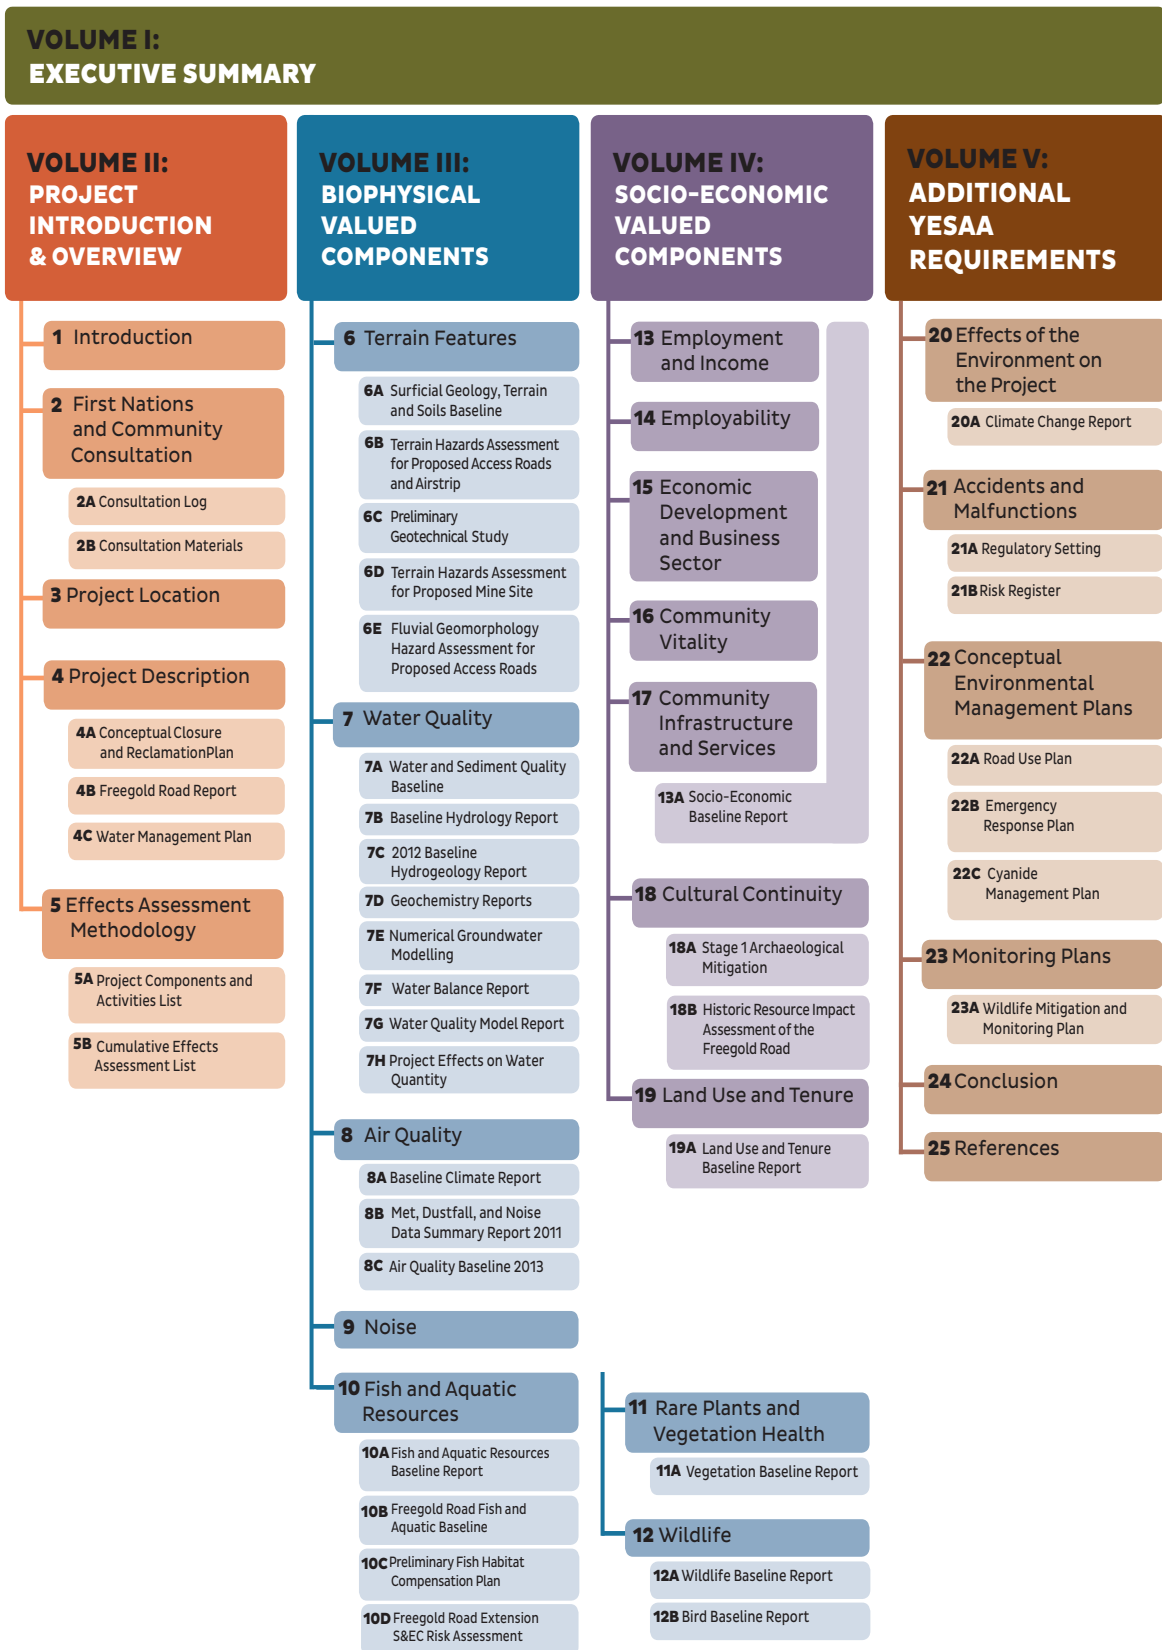 VOLUME I:
EXECUTIVE SUMMARY
VOLUME II:
PROJECT
INTRODUCTION
& OVERVIEW
1 Introduction
2 First Nations
and Community
Consultation
2A Consultation Log
2B Consultation Materials
3 Project Location
4 Project Description
4A Conceptual Closure
and ReclamationPlan
4B Freegold Road Report
4C Water Management Plan
5 Effects Assessment
Methodology
5A Project Components and
Activities List
5B Cumulative Effects
Assessment List
VOLUME III:
BIOPHYSICAL
VALUED
COMPONENTS
6 Terrain Features
6A Surficial Geology, Terrain
and Soils Baseline
6B Terrain Hazards Assessment
for Proposed Access Roads
and Airstrip
6C Preliminary
Geotechnical Study
6D Terrain Hazards Assessment
for Proposed Mine Site
6E Fluvial Geomorphology
Hazard Assessment for
Proposed Access Roads
7 Water Quality
7A Water and Sediment Quality
Baseline
7B Baseline Hydrology Report
7C 2012 Baseline
Hydrogeology Report
7D Geochemistry Reports
7E Numerical Groundwater
Modelling
7F Water Balance Report
7G Water Quality Model Report
7H Project Effects on Water
Quantity
8 Air Quality
8A Baseline Climate Report
8B Met, Dustfall, and Noise
Data Summary Report 2011
8C Air Quality Baseline 2013
9 Noise
10 Fish and Aquatic
Resources
10A Fish and Aquatic Resources
Baseline Report
10B Freegold Road Fish and
Aquatic Baseline
10C Preliminary Fish Habitat
Compensation Plan
10D Freegold Road Extension
S&EC Risk Assessment
11 Rare Plants and
Vegetation Health
11A Vegetation Baseline Report
12 Wildlife
12A Wildlife Baseline Report
12B Bird Baseline Report
VOLUME IV:
SOCIO-ECONOMIC
VALUED
COMPONENTS
13 Employment
and Income
14 Employability
15 Economic
Development
and Business
Sector
16 Community
Vitality
17 Community
Infrastructure
and Services
13A Socio-Economic
Baseline Report
18 Cultural Continuity
18A Stage 1 Archaeological
Mitigation
18B Historic Resource Impact
Assessment of the
Freegold Road
19 Land Use and Tenure
19A Land Use and Tenure
Baseline Report
VOLUME V:
ADDITIONAL
YESAA
REQUIREMENTS
20 Effects of the
Environment on
the Project
20A Climate Change Report
21 Accidents and
Malfunctions
21A Regulatory Setting
21B Risk Register
22 Conceptual
Environmental
Management Plans
22A Road Use Plan
22B Emergency
Response Plan
22C Cyanide
Management Plan
23 Monitoring Plans
23A Wildlife Mitigation and
Monitoring Plan
24 Conclusion
25 References